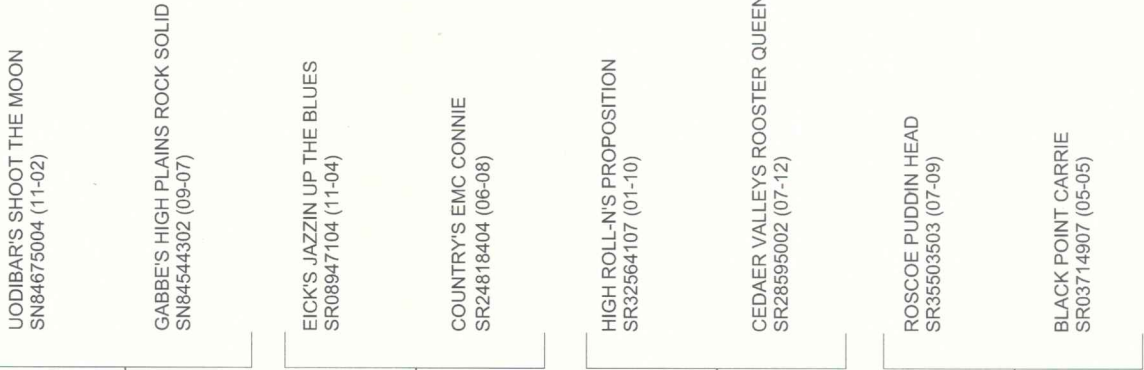 UODIBAR'S SHOOT THE MOON
SN84675004 (11-02)
GABBE'S HIGH PLAINS ROCK SOLID
SN84544302 (09-07)
EICK'S JAZZIN UP THE BLUES
SR08947104 (11-04)
COUNTRY'S EMC CONNIE
SR24818404 (06-08)
HIGH ROLL-N'S PROPOSITION
SR32564107 (01-10)
CEDAER VALLEYS ROOSTER QUEEN
SR28595002 (07-12)
ROSCOE PUDDIN HEAD
SR35503503 (07-09)
BLACK POINT CARRIE
SR03714907 (05-05)